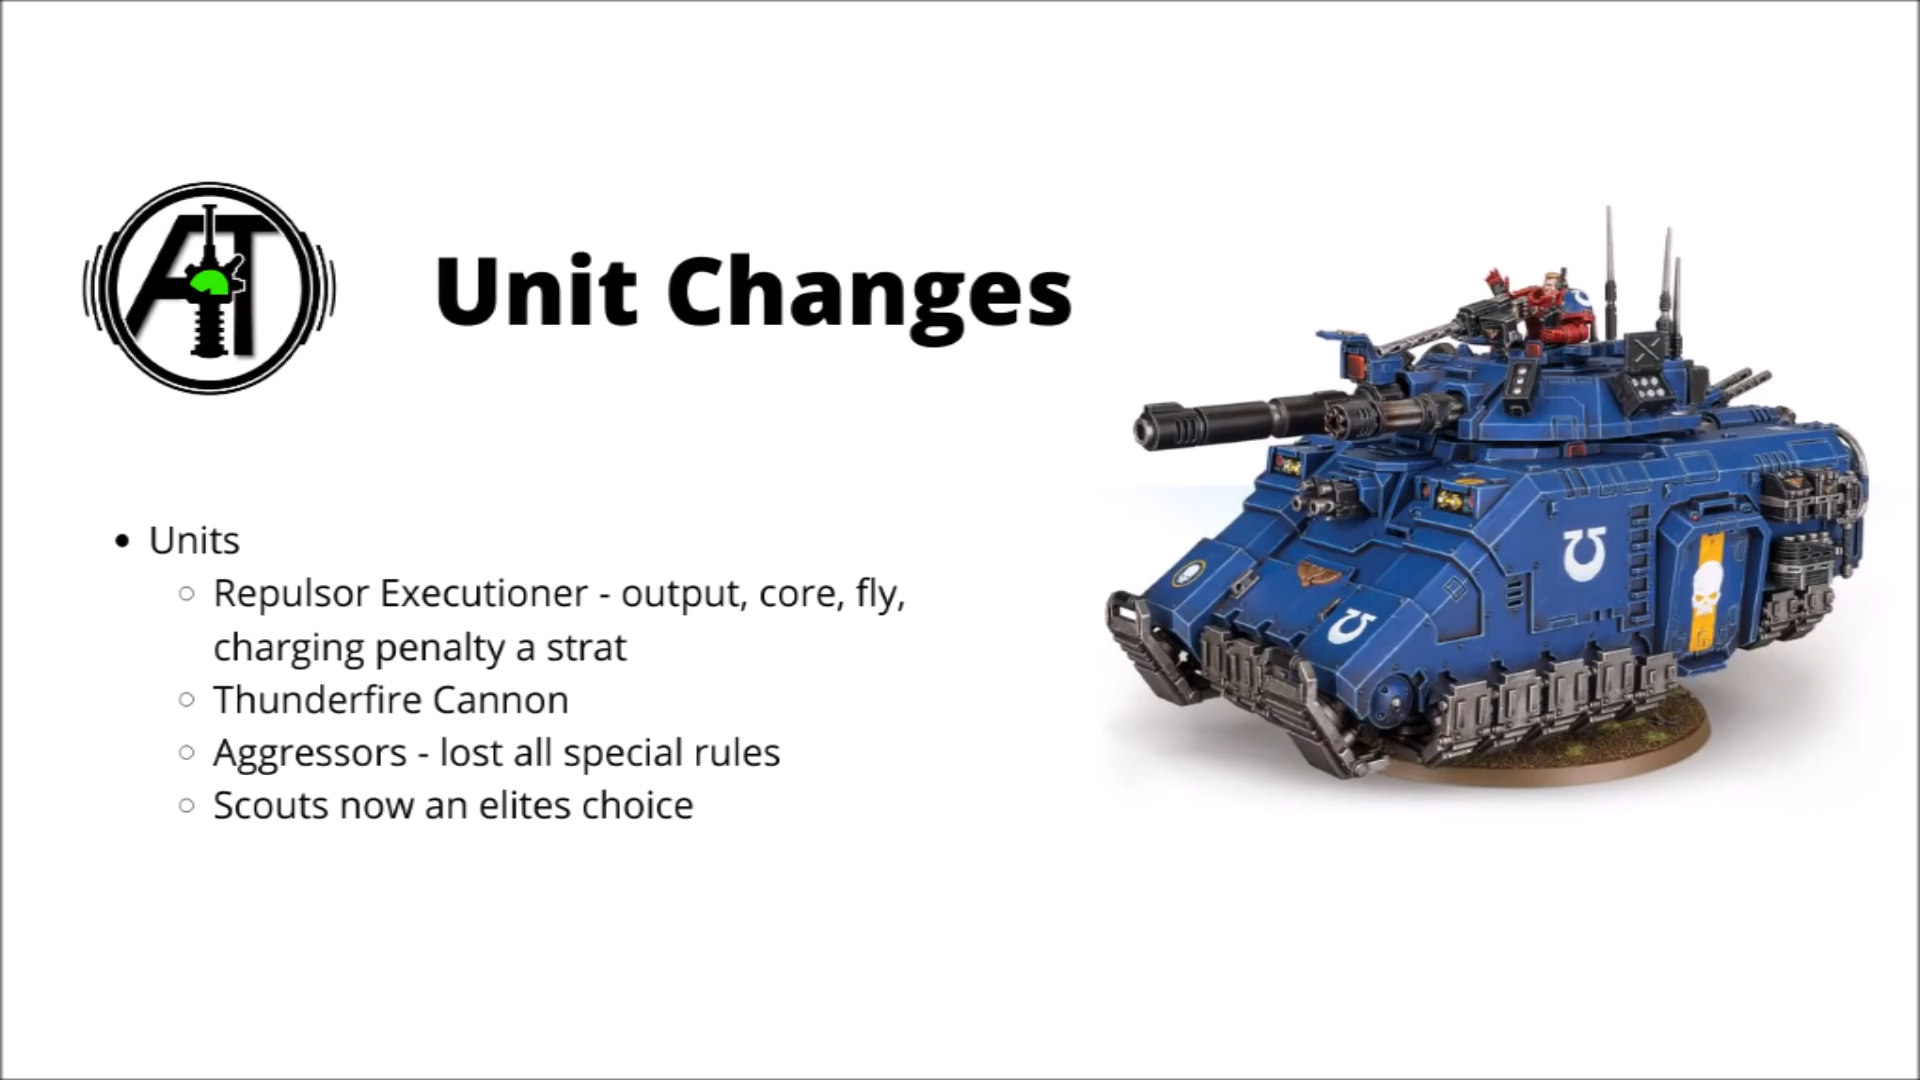 AT
Unit Changes
Units
Repulsor Executioner - output, core, fly,
charging penalty a strat
Thunderfire Cannon
Aggressors - lost all special rules
Scouts now an elites choice